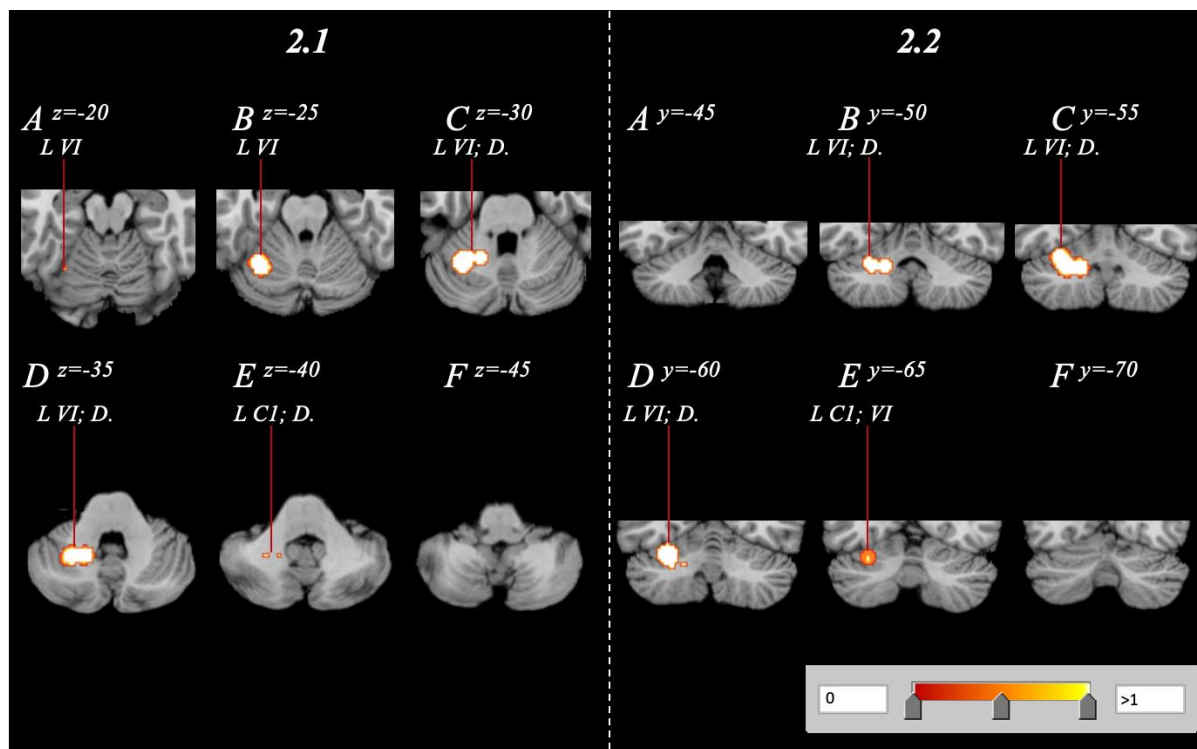 2.1
A z=-20
L VI
B z=-25
L VI
C z=-30
L VI; D.
D z=-35
L VI; D.
E z=-40
L C1; D.
F z=-45
2.2
A y=-45
B y=-50
L VI; D.
C y=-55
L VI; D.
D y=-60
L VI; D.
E y=-65
L C1; VI
F y=-70
0
>1